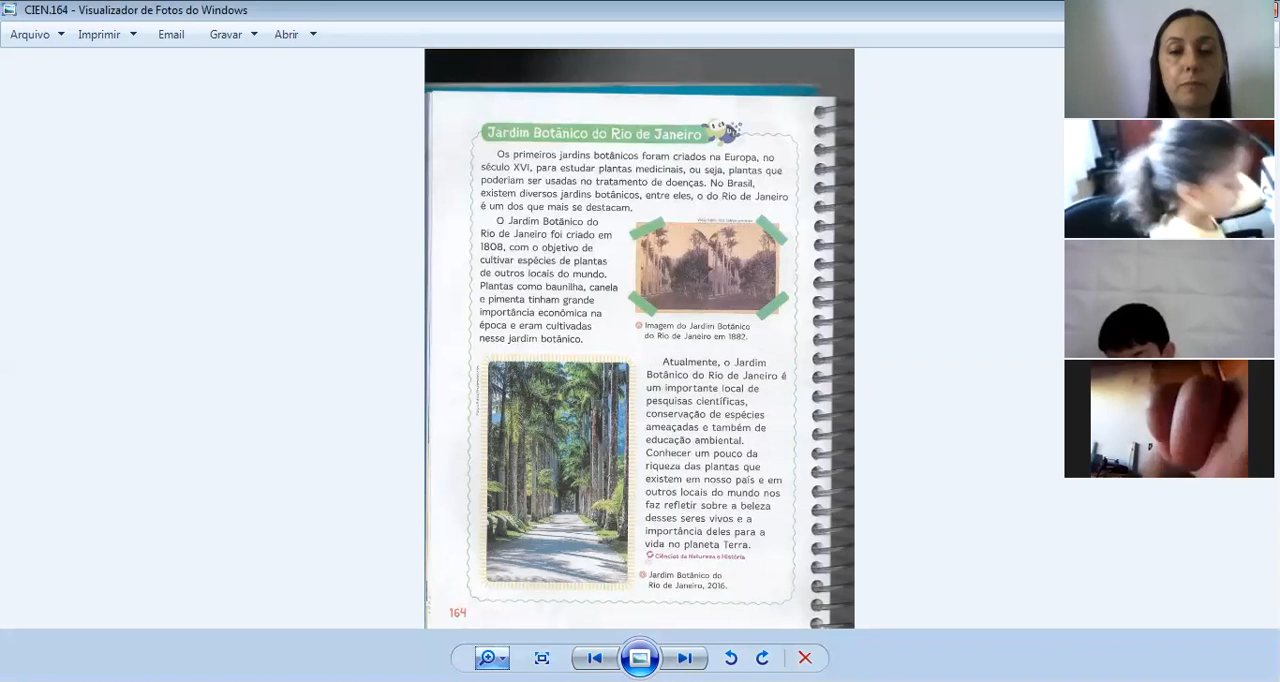 CIEN.164 - Visualizador de Fotos do Windows
Arquivo Imprimir Email Gravar Abrir
Jardim Botânico do Rio de Janeiro
Os primeiros jardins botânicos foram criados na Europa, no
século XVI, para estudar plantas medicinais, ou seja, plantas que
poderiam ser usadas no tratamento de doenças. No Brasil,
existem diversos jardins botânicos, entre eles, o do Rio de Janeiro
é um dos que mais se destacam.
O Jardim Botânico do
Rio de Janeiro foi criado em
1808, com o objetivo de
cultivar espécies de plantas
de outros locais do mundo.
Plantas como baunilha, canela
e pimenta tinham grande
importância econômica na
época e eram cultivadas
nesse jardim botânico.
Imagem do Jardim Botânico
do Rio de Janeiro em 1882.
Atualmente, o Jardim
Botânico do Rio de Janeiro é
um importante local de
pesquisas científicas,
conservação de espécies
ameaçadas e também de
educação ambiental.
Conhecer um pouco da
riqueza das plantas que
existem em nosso país e em
outros locais do mundo nos
faz refletir sobre a beleza
desses seres vivos e a
importância deles para a
vida no planeta Terra.
Ciências da Natureza e História
Jardim Botânico do
Rio de Janeiro, 2016.
164